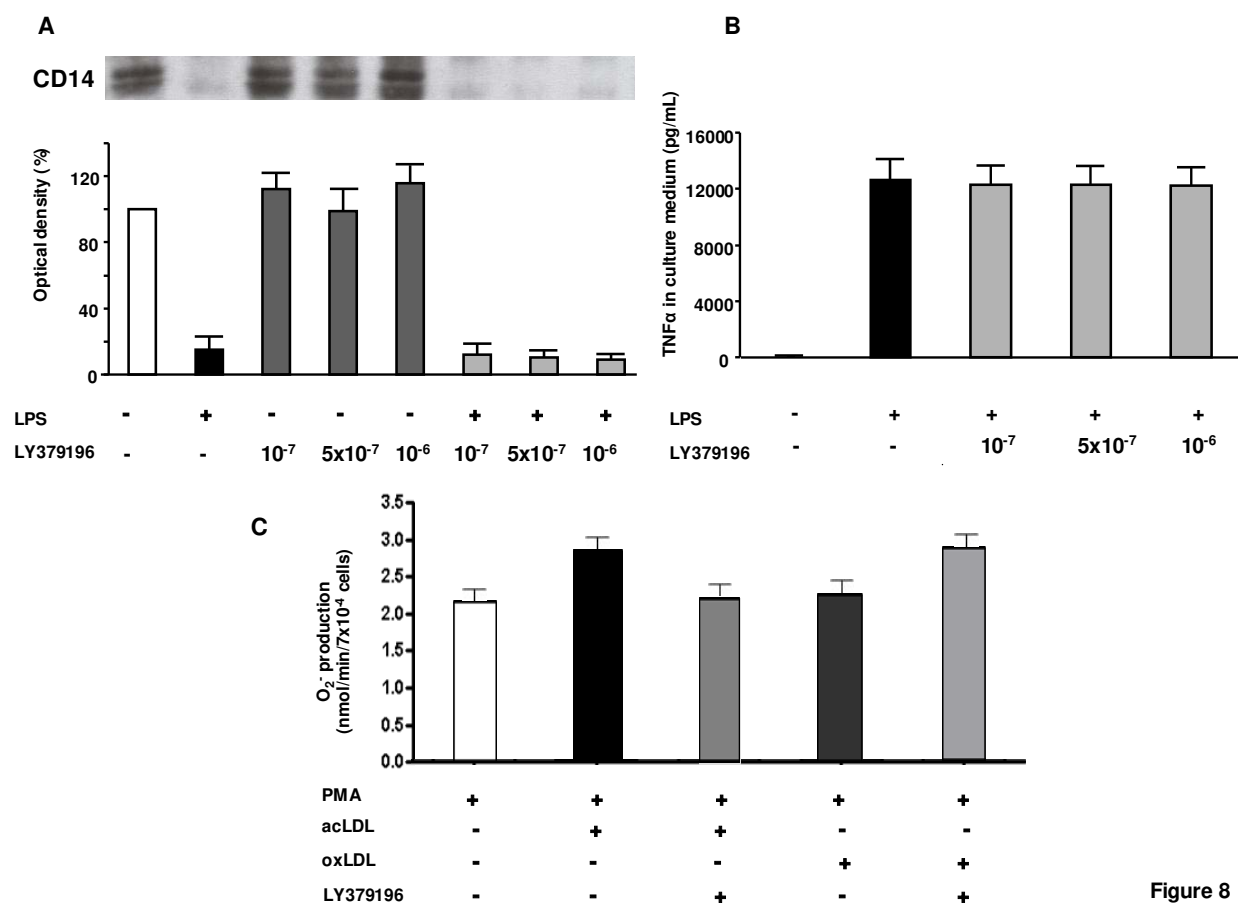 A
CD14
Optical density (%)
120
80
40
0
LPS - + - - - + + +
LY379196 - - 10⁻⁷ 5x10⁻⁷ 10⁻⁶ 10⁻⁷ 5x10⁻⁷ 10⁻⁶
B
TNFα in culture medium (pg/mL)
16000
12000
8000
4000
0
LPS - + + + +
LY379196 - - 10⁻⁷ 5x10⁻⁷ 10⁻⁶
C
O₂⁻ production
(nmol/min/7x10⁻⁴ cells)
3.5
3.0
2.5
2.0
1.5
1.0
0.5
0.0
PMA + + + + +
acLDL - + + - -
oxLDL - - - + +
LY379196 - - + - +
Figure 8